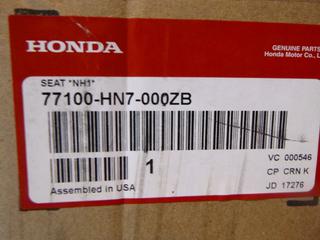 HONDA
GENUINE PARTS
Honda Motor Co., L
SEAT *NH1*
77100-HN7-000ZB
1
VC 000546
CP CRN K
Assembled in USA
JD 17276